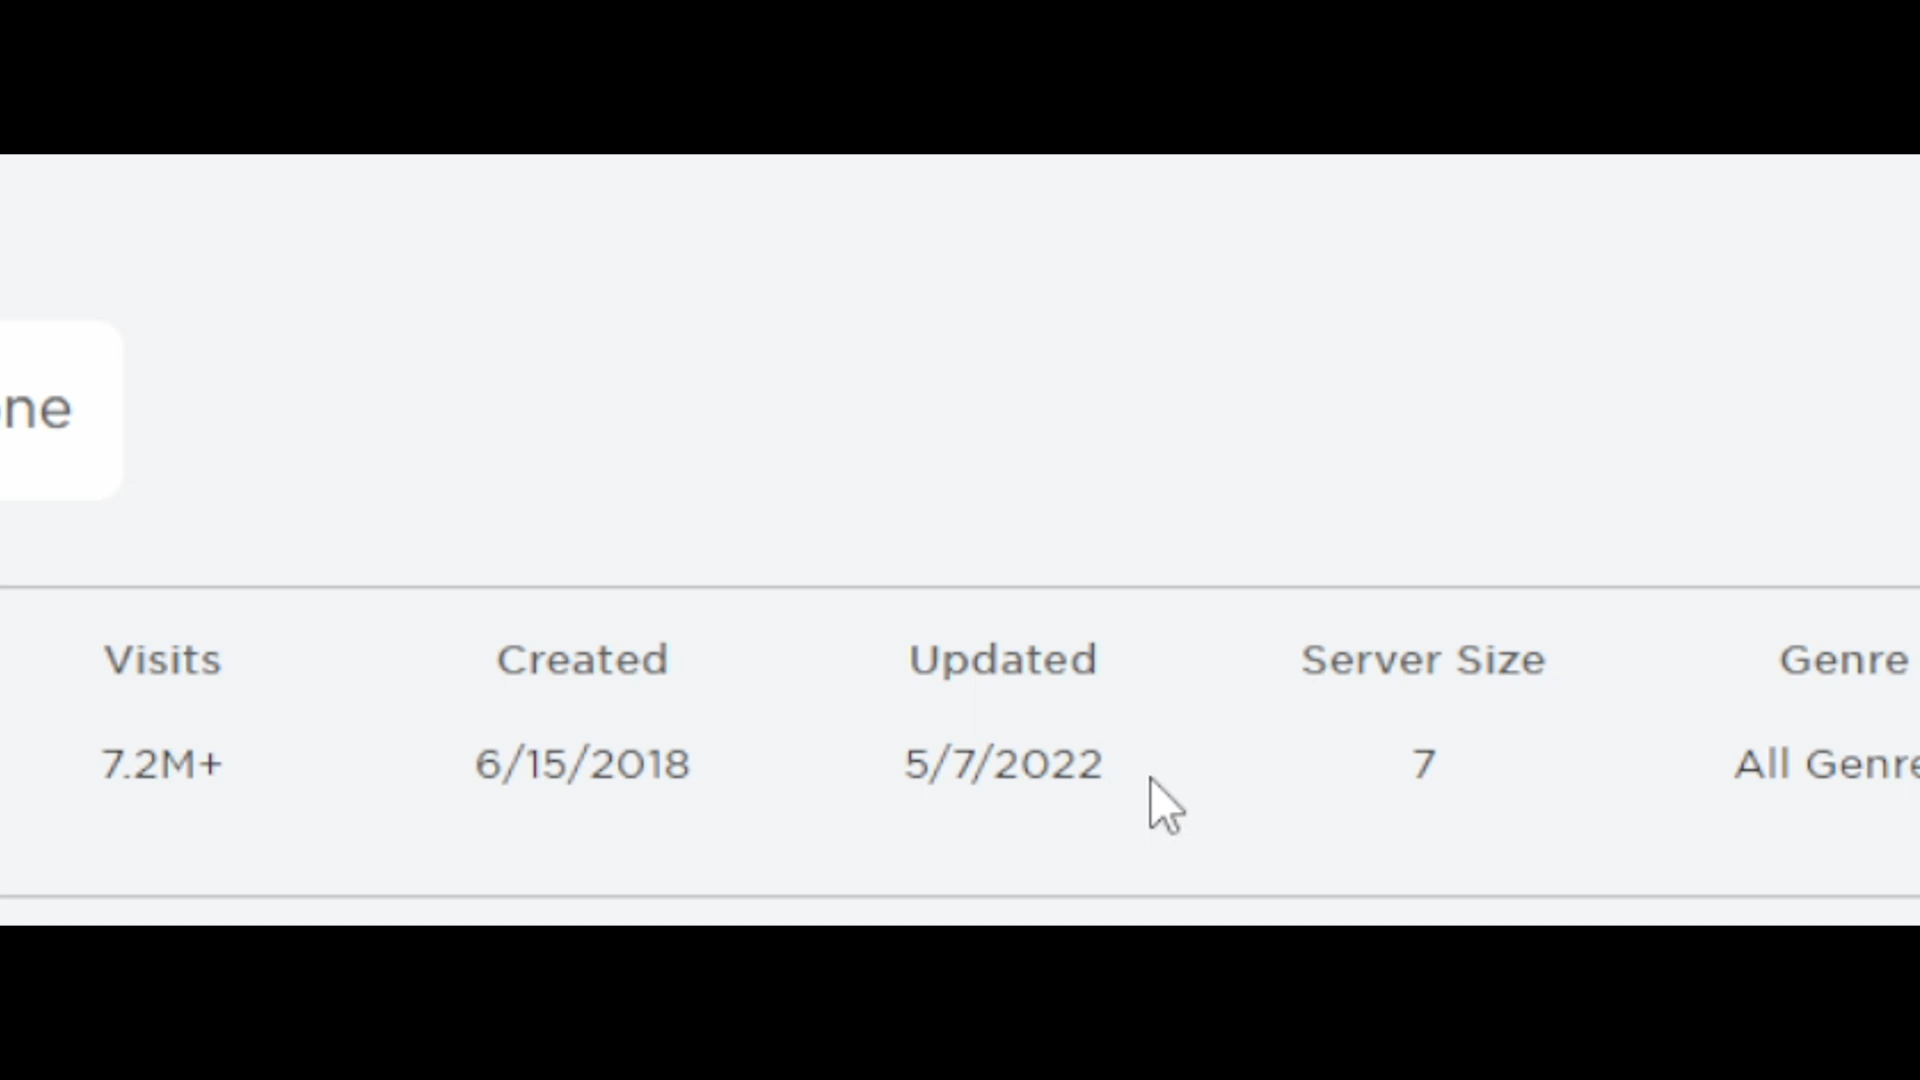 ne
Visits Created Updated Server Size Genre
7.2M+ 6/15/2018 5/7/2022 7 All Genre